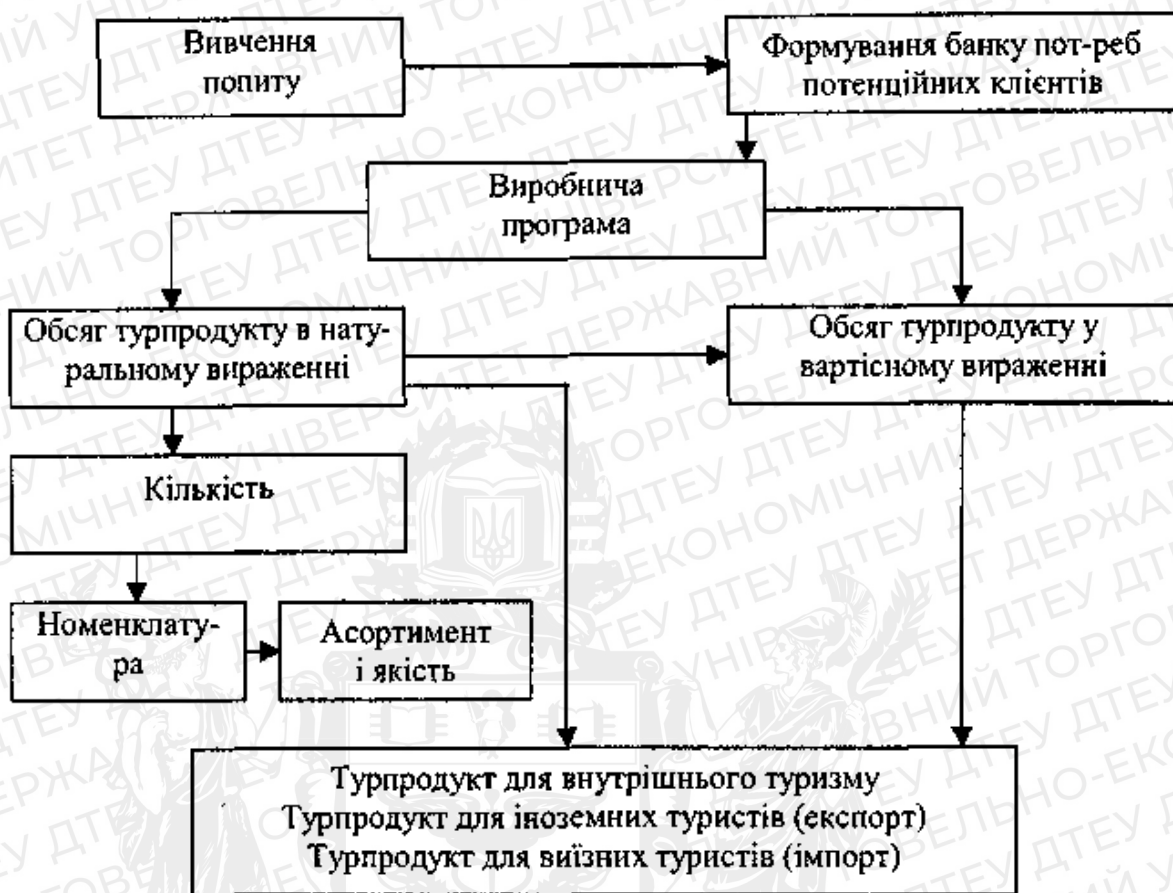 Вивчення
попиту
Формування банку пот-реб
потенційних клієнтів
Виробнича
програма
Обсяг турпродукту в нату-
ральному вираженні
Обсяг турпродукту у
вартісному вираженні
Кількість
Номенклату-
ра
Асортимент
і якість
Турпродукт для внутрішнього туризму
Турпродукт для іноземних туристів (експорт)
Турпродукт для виїзних туристів (імпорт)